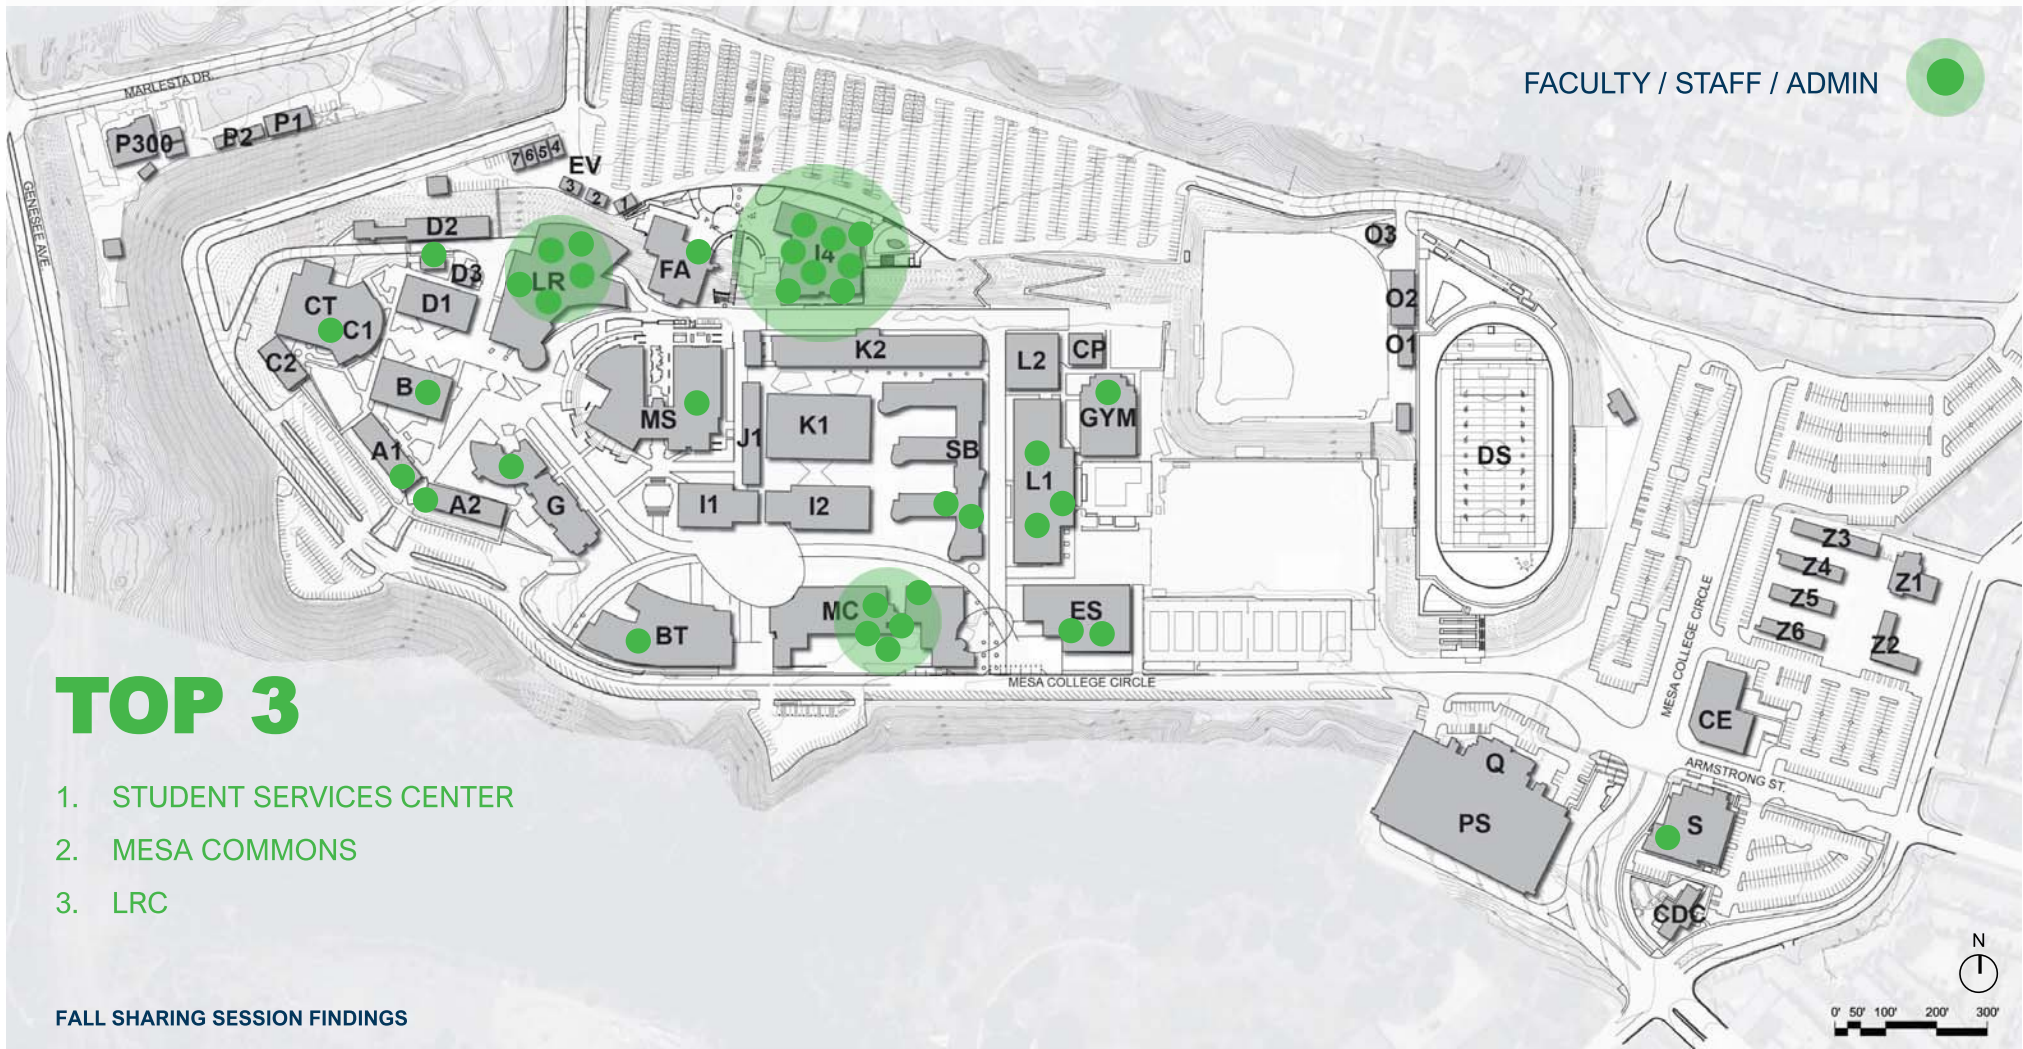 FACULTY / STAFF / ADMIN
MARLESTA DR.
P300
P2
P1
GENESEE AVE.
7 6 5 4
EV
3
2
1
D2
D3
D1
CT
C1
C2
LR
FA
I4
O3
O2
O1
B
A1
A2
G
MS
J1
K2
K1
I1
I2
SB
L2
CP
GYM
L1
DS
BT
MC
ES
MESA COLLEGE CIRCLE
MESA COLLEGE CIRCLE
Z3
Z4
Z5
Z6
Z1
Z2
CE
ARMSTRONG ST.
Q
PS
S
CDC
TOP 3
1. STUDENT SERVICES CENTER
2. MESA COMMONS
3. LRC
FALL SHARING SESSION FINDINGS
N
0' 50' 100' 200' 300'